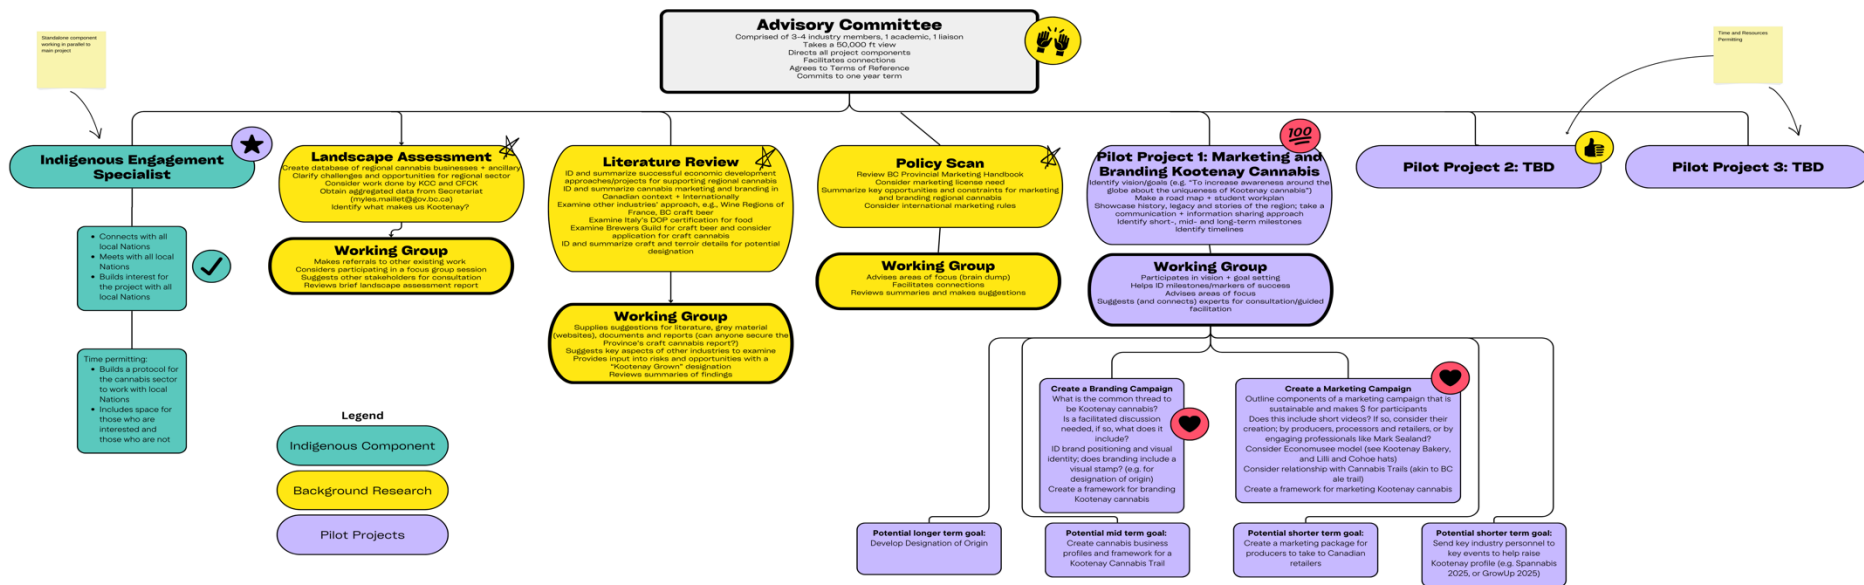 Advisory Committee
Comprised of 3-4 industry members, 1 academic, 1 liaison
Takes a 50,000 ft view
Directs all project components
Facilitates connections
Agrees to Terms of Reference
Commits to one year term
Standalone component
working in parallel to
main project
Time and Resources
Permitting
Indigenous Engagement
Specialist
Connects with all
local Nations
Meets with all local
Nations
Builds interest for
the project with all
local Nations
Time permitting:
Builds a protocol for
the cannabis sector
to work with local
Nations
Includes space for
those who are
interested and
those who are not
Landscape Assessment
Create database of regional cannabis businesses + ancillary
Clarify challenges and opportunities for regional sector
Consider work done by KCC and CFCK
Obtain aggregated data from Secretariat
(myles.maillet@gov.bc.ca)
Identify what makes us Kootenay?
Working Group
Makes referrals to other existing work
Considers participating in a focus group session
Suggests other stakeholders for consultation
Reviews brief landscape assessment report
Literature Review
ID and summarize successful economic development
approaches/projects for supporting regional cannabis
ID and summarize cannabis marketing and branding in
Canadian context + Internationally
Examine other industries' approach, e.g., Wine Regions of
France, BC craft beer
Examine Italy's DOP certification for food
Examine Brewers Guild for craft beer and consider
application for craft cannabis
ID and summarize craft and terroir details for potential
designation
Working Group
Supplies suggestions for literature, grey material
(websites), documents and reports (can anyone secure the
Province's craft cannabis report?)
Suggests key aspects of other industries to examine
Provides input into risks and opportunities with a
"Kootenay Grown" designation
Reviews summaries of findings
Policy Scan
Review BC Provincial Marketing Handbook
Consider marketing license need
Summarize key opportunities and constraints for marketing
and branding regional cannabis
Consider international marketing rules
Working Group
Advises areas of focus (brain dump)
Facilitates connections
Reviews summaries and makes suggestions
100
Pilot Project 1: Marketing and
Branding Kootenay Cannabis
Identify vision/goals (e.g. "To increase awareness around the
globe about the uniqueness of Kootenay cannabis")
Make a road map + student workplan
Showcase history, legacy and stories of the region; take a
communication + information sharing approach
Identify short-, mid- and long-term milestones
Identify timelines
Working Group
Participates in vision + goal setting
Helps ID milestones/markers of success
Advises areas of focus
Suggests (and connects) experts for consultation/guided
facilitation
Pilot Project 2: TBD
Pilot Project 3: TBD
Create a Branding Campaign
What is the common thread to
be Kootenay cannabis?
Is a facilitated discussion
needed, if so, what does it
include?
ID brand positioning and visual
identity; does branding include a
visual stamp? (e.g. for
designation of origin)
Create a framework for branding
Kootenay cannabis
Create a Marketing Campaign
Outline components of a marketing campaign that is
sustainable and makes $ for participants
Does this include short videos? If so, consider their
creation; by producers, processors and retailers, or by
engaging professionals like Mark Sealand?
Consider Economusee model (see Kootenay Bakery,
and Lilli and Cohoe hats)
Consider relationship with Cannabis Trails (akin to BC
ale trail)
Create a framework for marketing Kootenay cannabis
Potential longer term goal:
Develop Designation of Origin
Potential mid term goal:
Create cannabis business
profiles and framework for a
Kootenay Cannabis Trail
Potential shorter term goal:
Create a marketing package for
producers to take to Canadian
retailers
Potential shorter term goal:
Send key industry personnel to
key events to help raise
Kootenay profile (e.g. Spannabis
2025, or GrowUp 2025)
Legend
Indigenous Component
Background Research
Pilot Projects